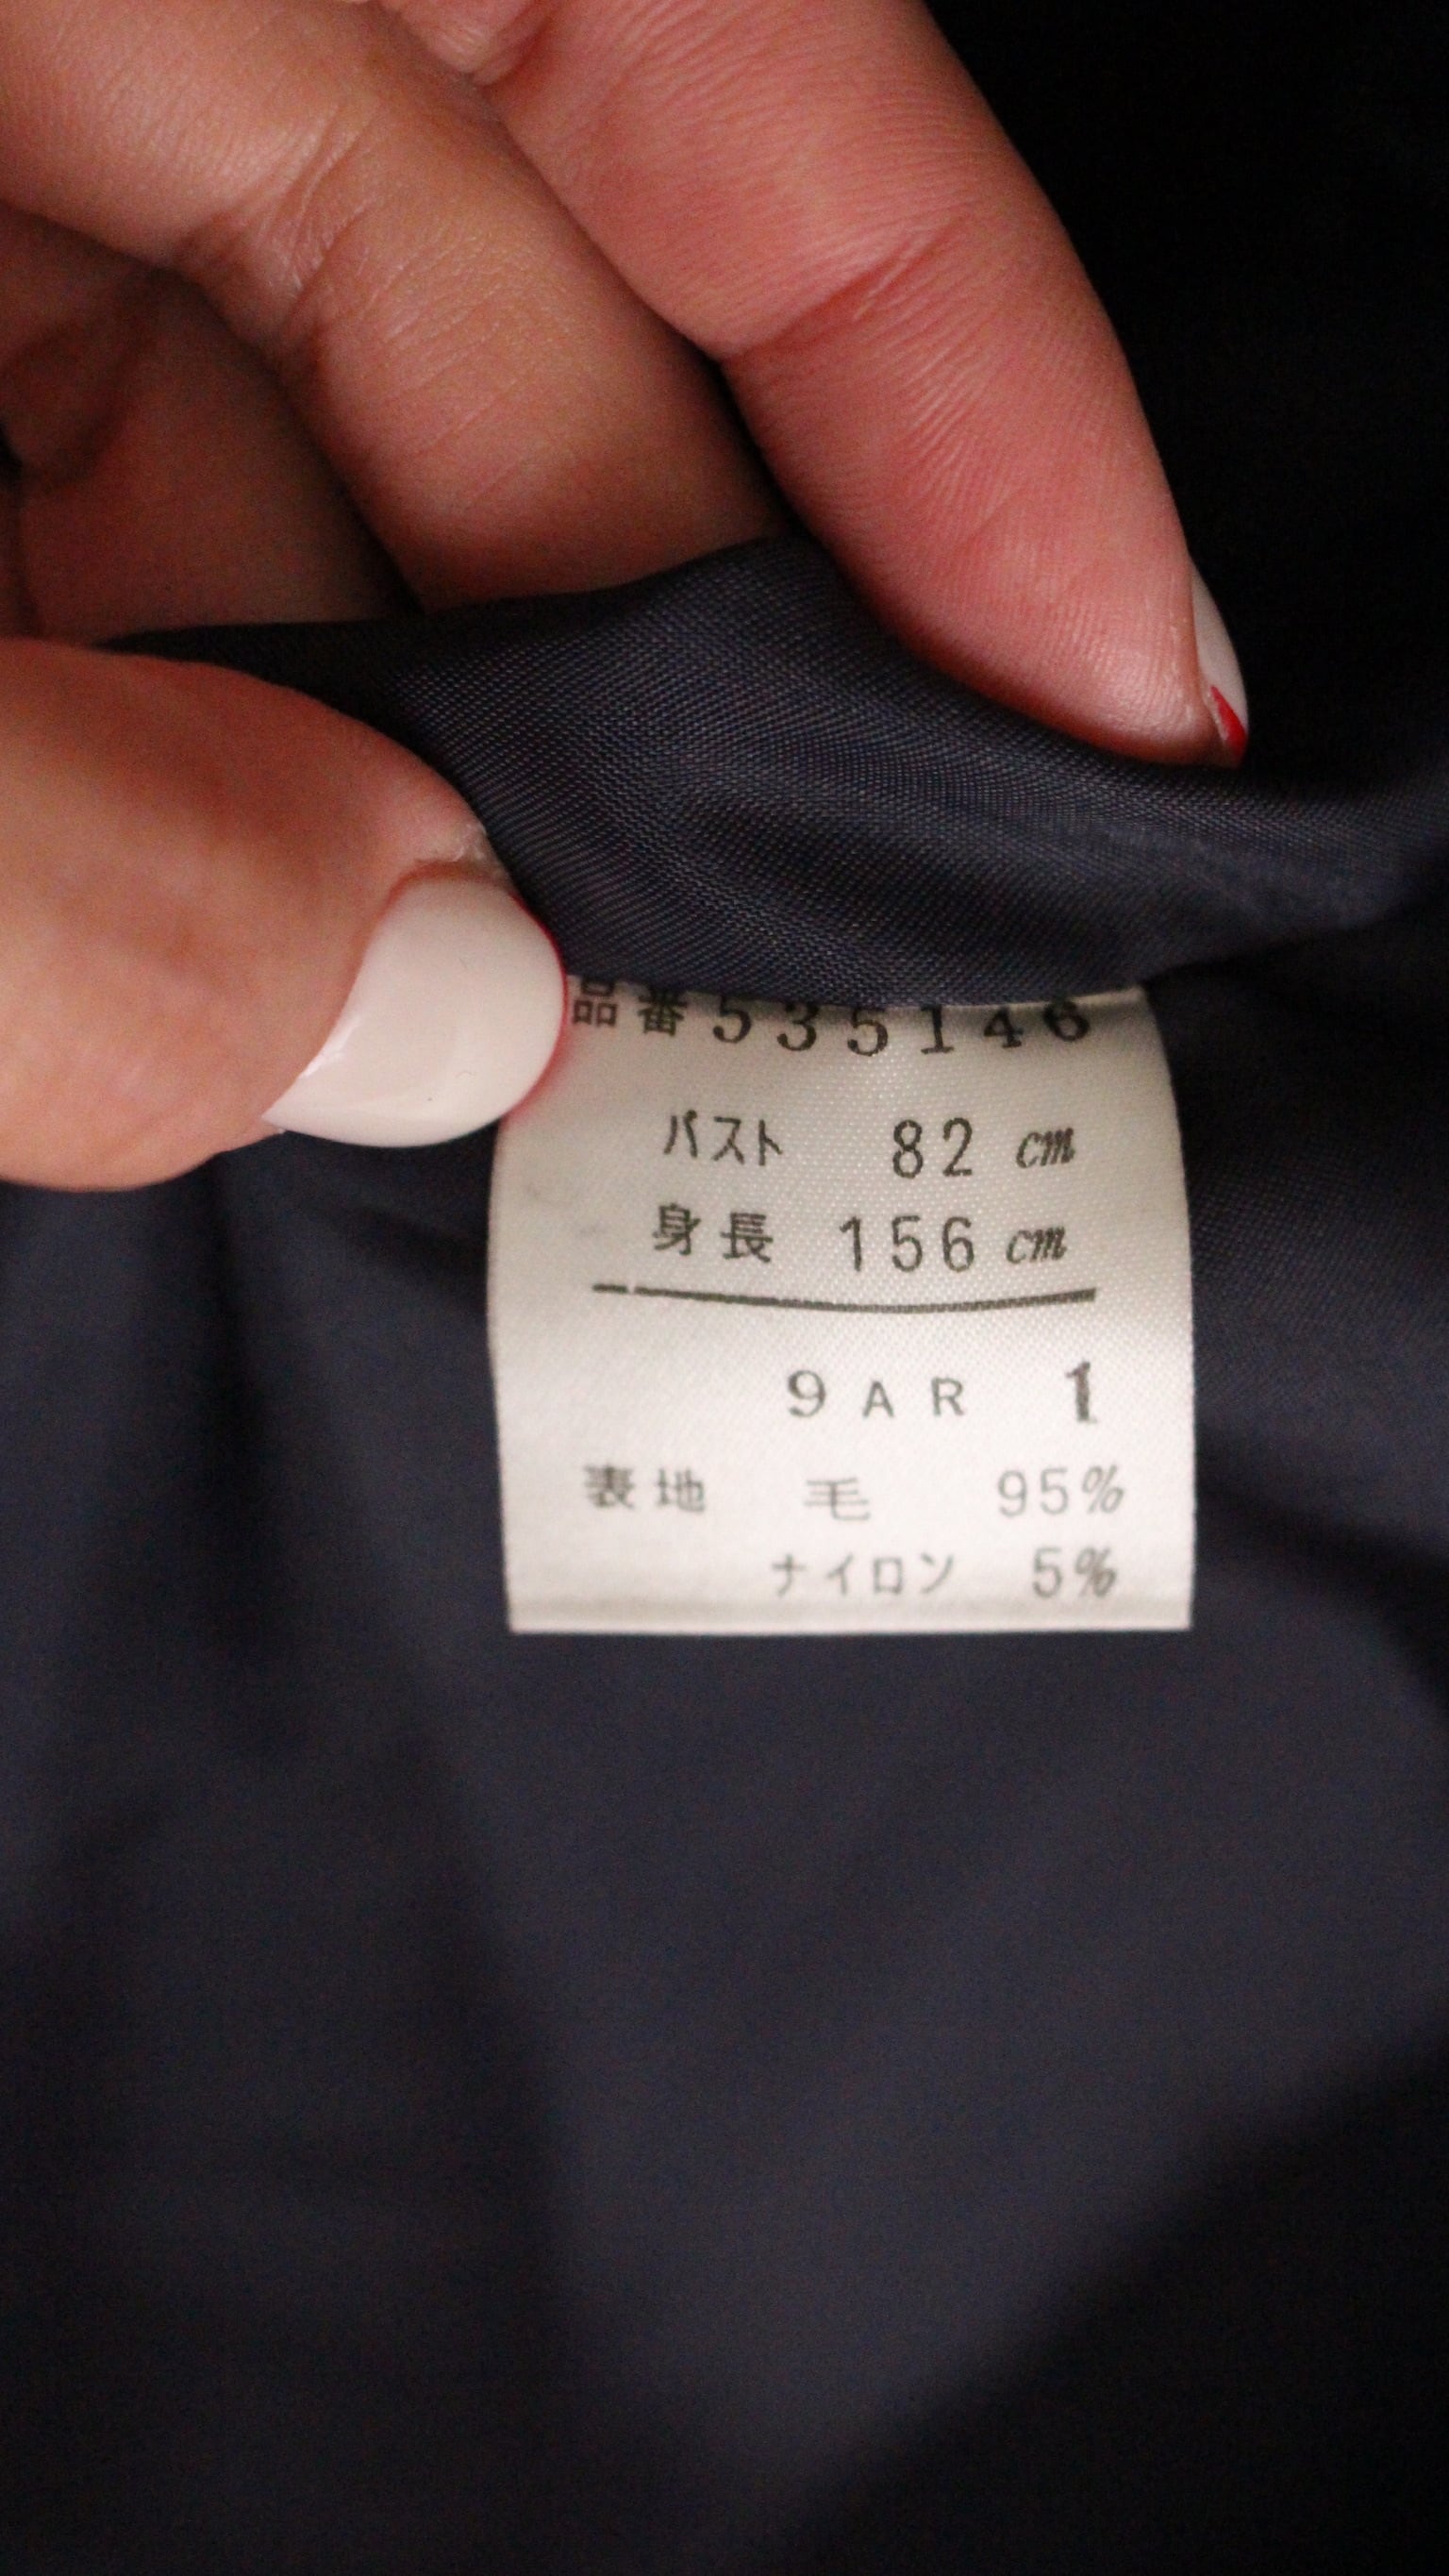 品番535146
バスト 82 cm
身長 156 cm
9AR 1
表地 毛 95%
ナイロン 5%